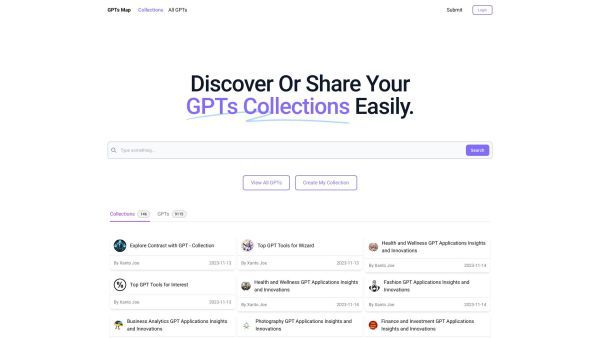 GPTs Map Collections All GPTs Submit Login
Discover Or Share Your
GPTs Collections Easily.
Type something... Search
View All GPTs Create My Collection
Collections 146 GPTs 9115
Explore Contract with GPT - Collection
By Xanto Joe 2023-11-13
Top GPT Tools for Wizard
By Xanto Joe 2023-11-13
Health and Wellness GPT Applications Insights
and Innovations
By Xanto Joe 2023-11-14
Top GPT Tools for Interest
By Xanto Joe 2023-11-13
Health and Wellness GPT Applications Insights
and Innovations
By Xanto Joe 2023-11-14
Fashion GPT Applications Insights and
Innovations
By Xanto Joe 2023-11-14
Business Analytics GPT Applications Insights
and Innovations
Photography GPT Applications Insights and
Innovations
Finance and Investment GPT Applications
Insights and Innovations